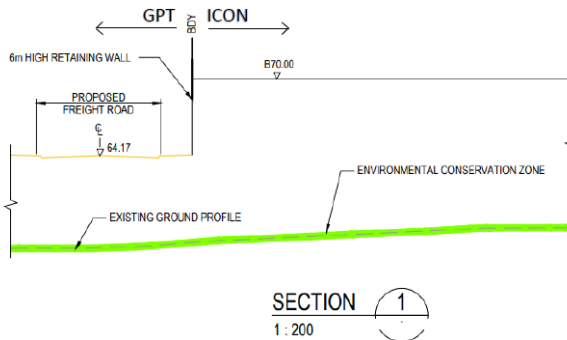 GPT ICON
BDY
6m HIGH RETAINING WALL
B70.00
PROPOSED
FREIGHT ROAD
℄
64.17
ENVIRONMENTAL CONSERVATION ZONE
EXISTING GROUND PROFILE
SECTION 1
1 : 200